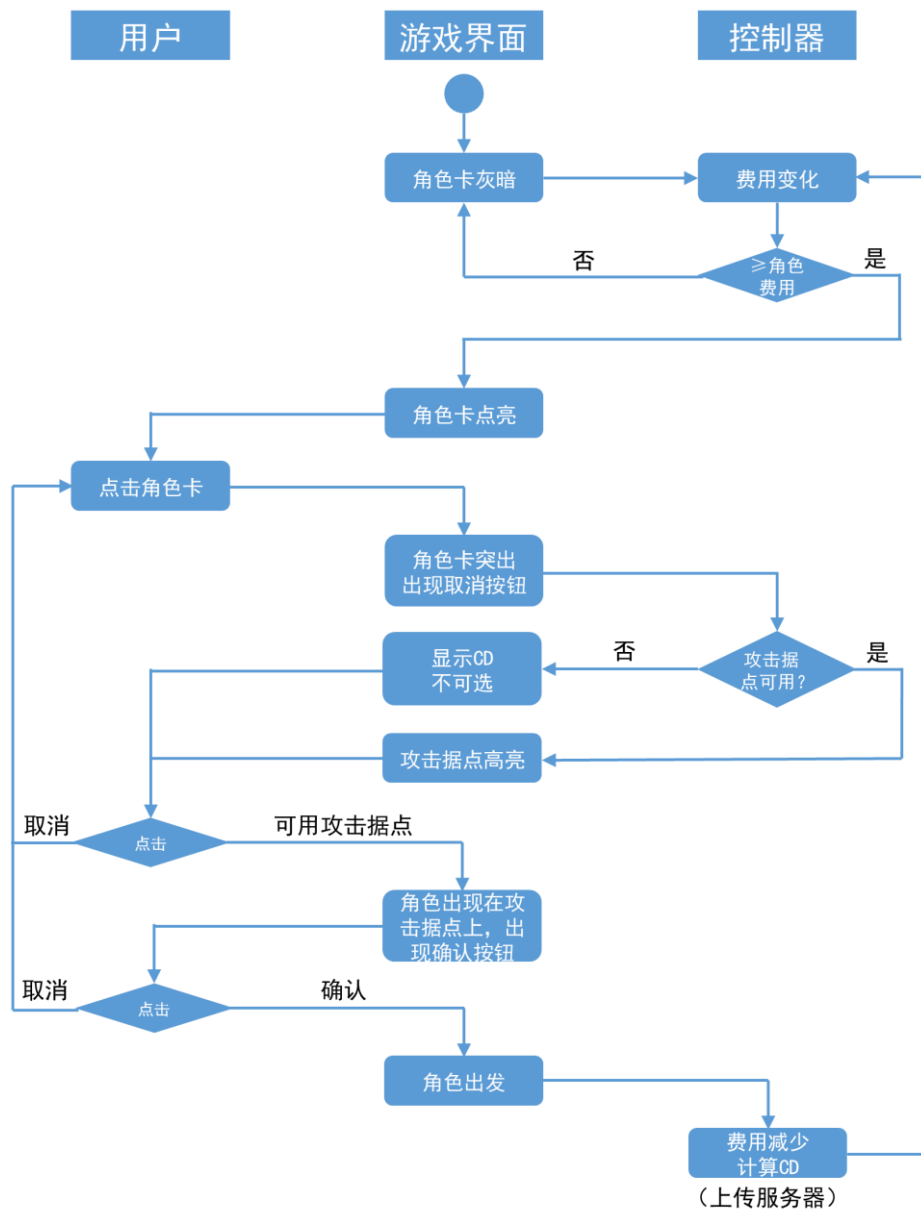 用户
游戏界面
控制器
角色卡灰暗
费用变化
否
≥角色
费用
是
角色卡点亮
点击角色卡
角色卡突出
出现取消按钮
显示CD
不可选
否
攻击据
点可用?
是
攻击据点高亮
取消
点击
可用攻击据点
角色出现在攻
击据点上，出
现确认按钮
取消
点击
确认
角色出发
费用减少
计算CD
（上传服务器）